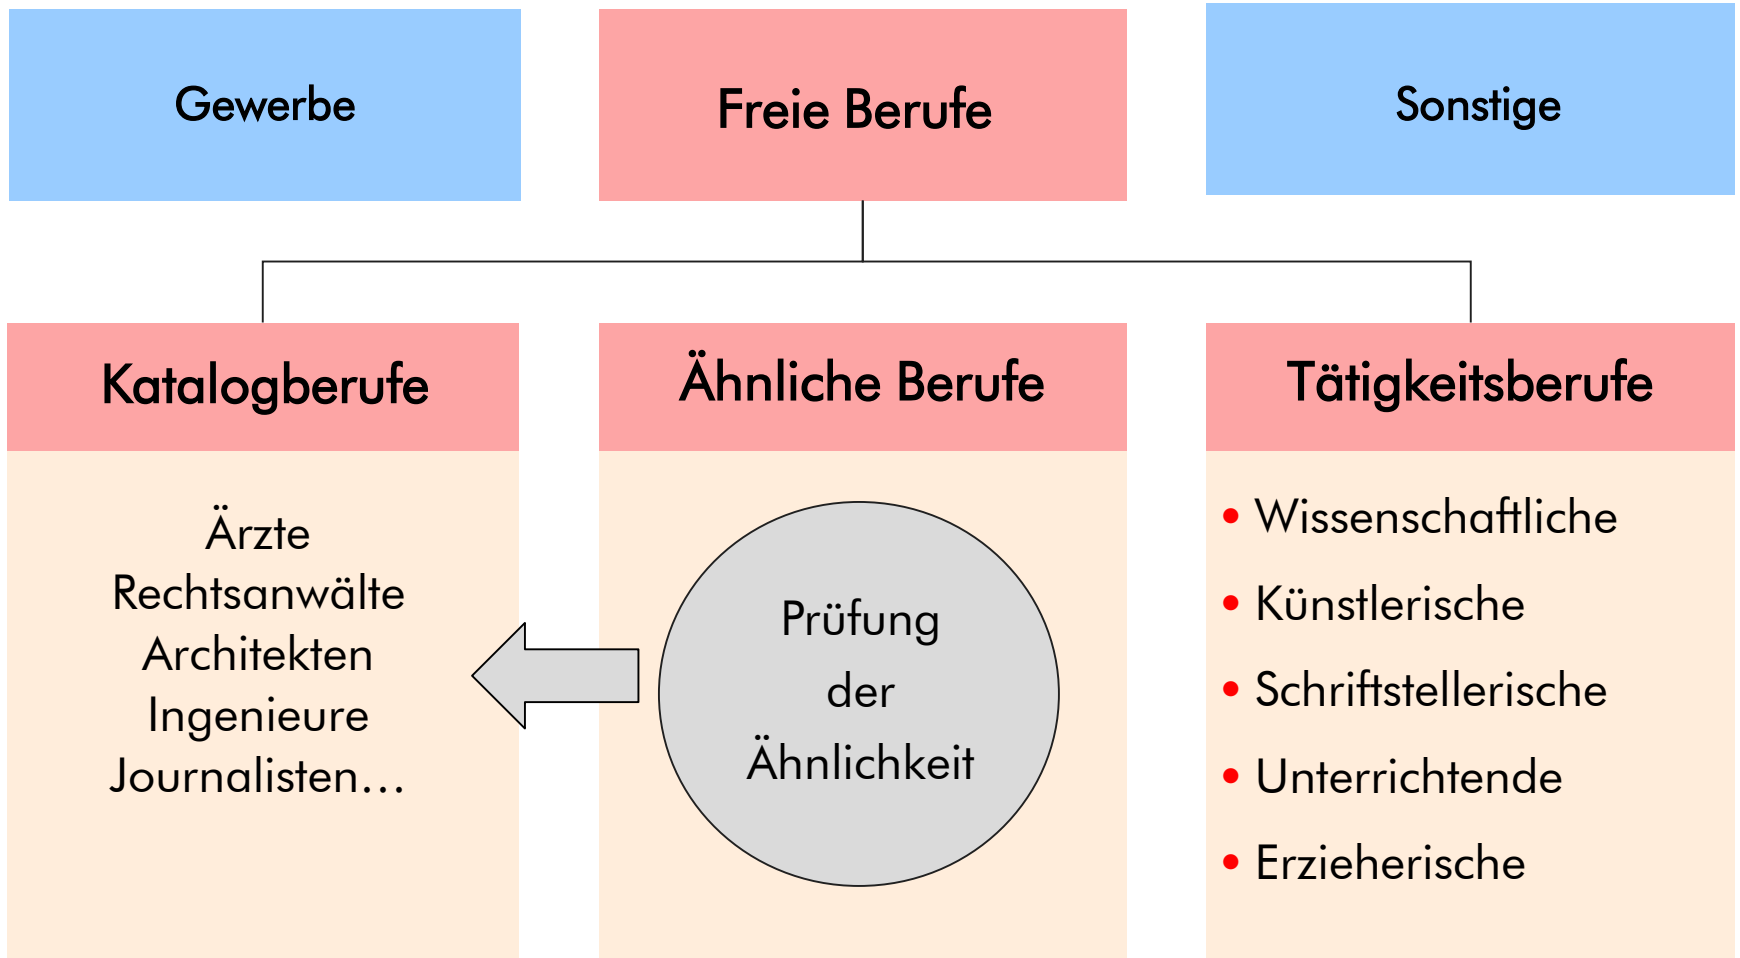 Gewerbe
Freie Berufe
Sonstige
Katalogberufe
Ähnliche Berufe
Tätigkeitsberufe
Ärzte
Rechtsanwälte
Architekten
Ingenieure
Journalisten...
Prüfung
der
Ähnlichkeit
• Wissenschaftliche
• Künstlerische
• Schriftstellerische
• Unterrichtende
• Erzieherische